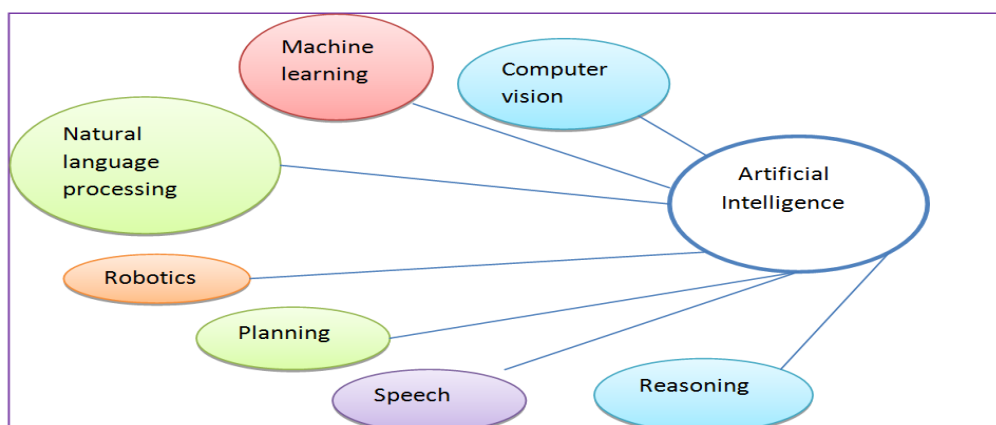 Machine
learning
Computer
vision
Natural
language
processing
Artificial
Intelligence
Robotics
Planning
Speech
Reasoning